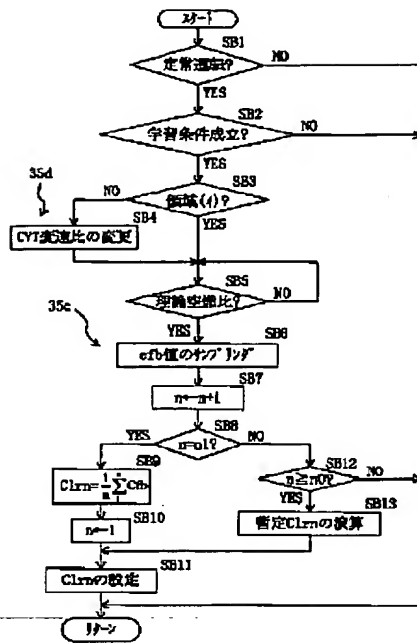 スタート
SB1
定常運転?
NO
YES
SB2
学習条件成立?
NO
YES
35d
SB3
領域(イ)?
NO
YES
SB4
CVT変速比の変更
SB5
理論空燃比?
NO
YES
35c
SB6
cfb値のサンプリング
SB7
n←n+1
SB8
n=n1?
YES
NO
SB9
SB12
NO
YES
SB10
n←1
SB13
暫定Clrnの演算
SB11
Clrnの設定
リターン